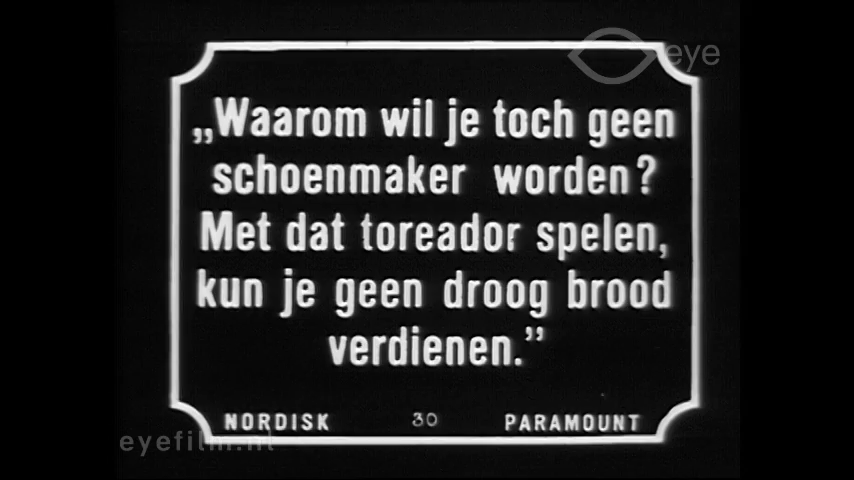 eye
„Waarom wil je toch geen
schoenmaker worden?
Met dat toreador spelen,
kun je geen droog brood
verdienen.”
NORDISK 30 PARAMOUNT
eyefilm.nl